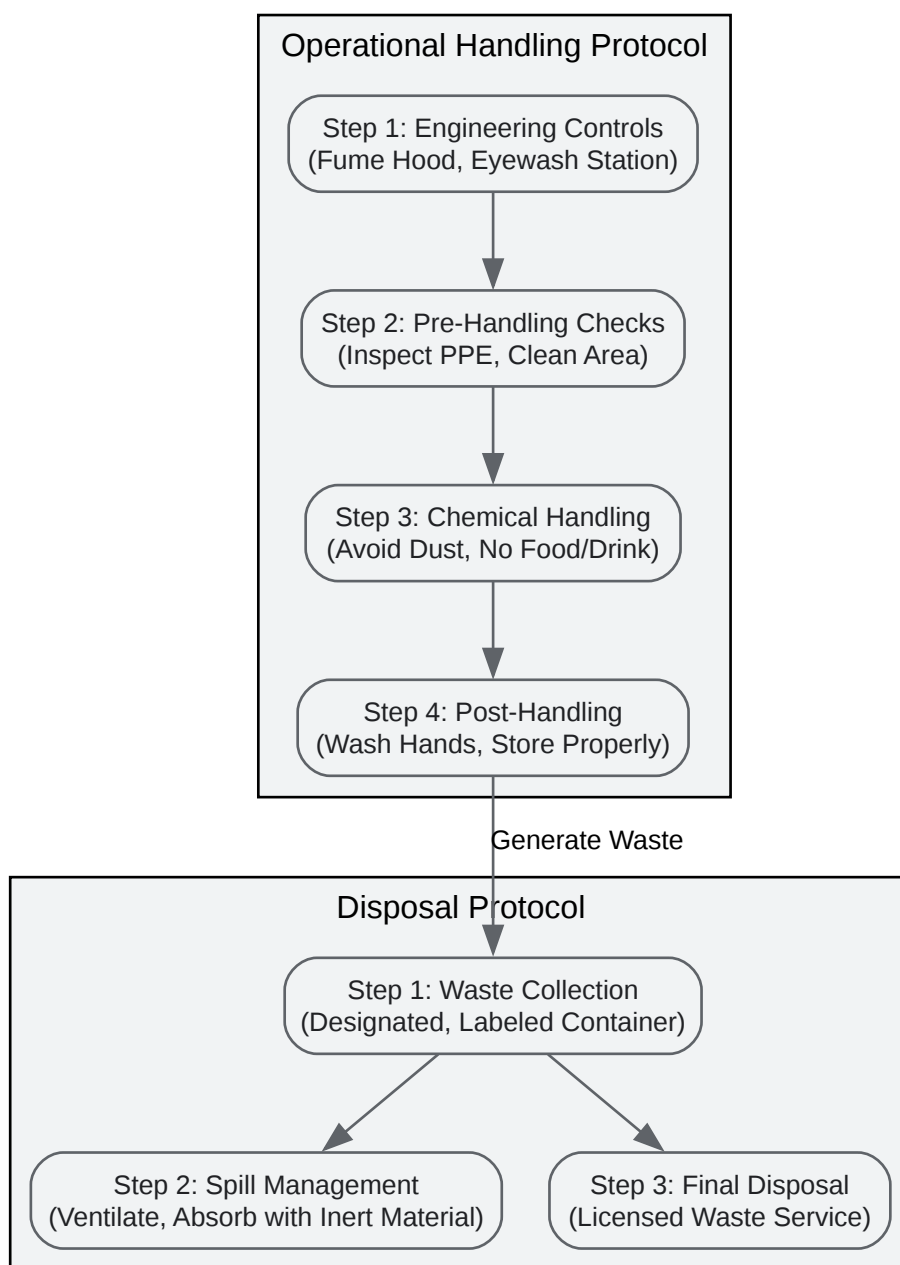 Operational Handling Protocol
Step 1: Engineering Controls
(Fume Hood, Eyewash Station)
Step 2: Pre-Handling Checks
(Inspect PPE, Clean Area)
Step 3: Chemical Handling
(Avoid Dust, No Food/Drink)
Step 4: Post-Handling
(Wash Hands, Store Properly)
Generate Waste
Disposal Protocol
Step 1: Waste Collection
(Designated, Labeled Container)
Step 2: Spill Management
(Ventilate, Absorb with Inert Material)
Step 3: Final Disposal
(Licensed Waste Service)